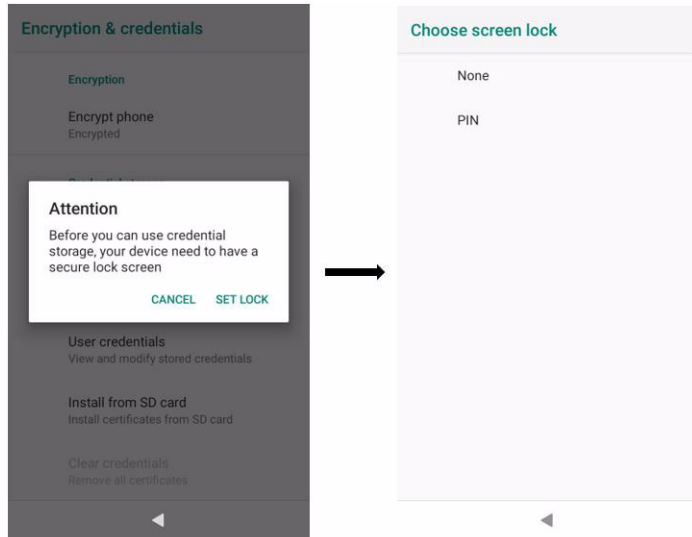 Encryption & credentials
Encryption
Encrypt phone
Encrypted
Attention
Before you can use credential
storage, your device need to have a
secure lock screen
CANCEL SET LOCK
User credentials
View and modify stored credentials
Install from SD card
Install certificates from SD card
Clear credentials
Remove all certificates
Choose screen lock
None
PIN